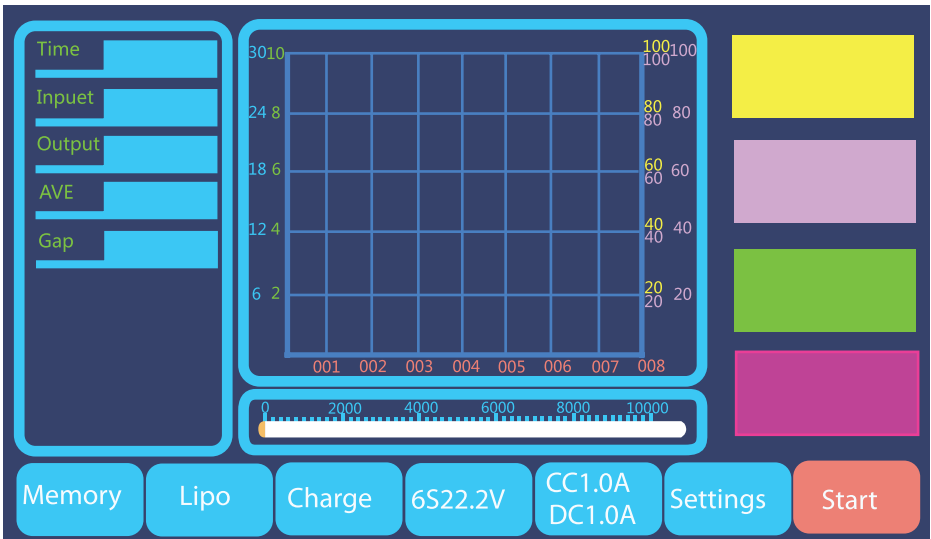 Time
Inpuet
Output
AVE
Gap
30 10 100 100
100
24 8 80 80
80
18 6 60 60
60
12 4 40 40
40
6 2 20 20
20
001 002 003 004 005 006 007 008
0 2000 4000 6000 8000 10000
Memory
Lipo
Charge
6S22.2V
CC1.0A
DC1.0A
Settings
Start